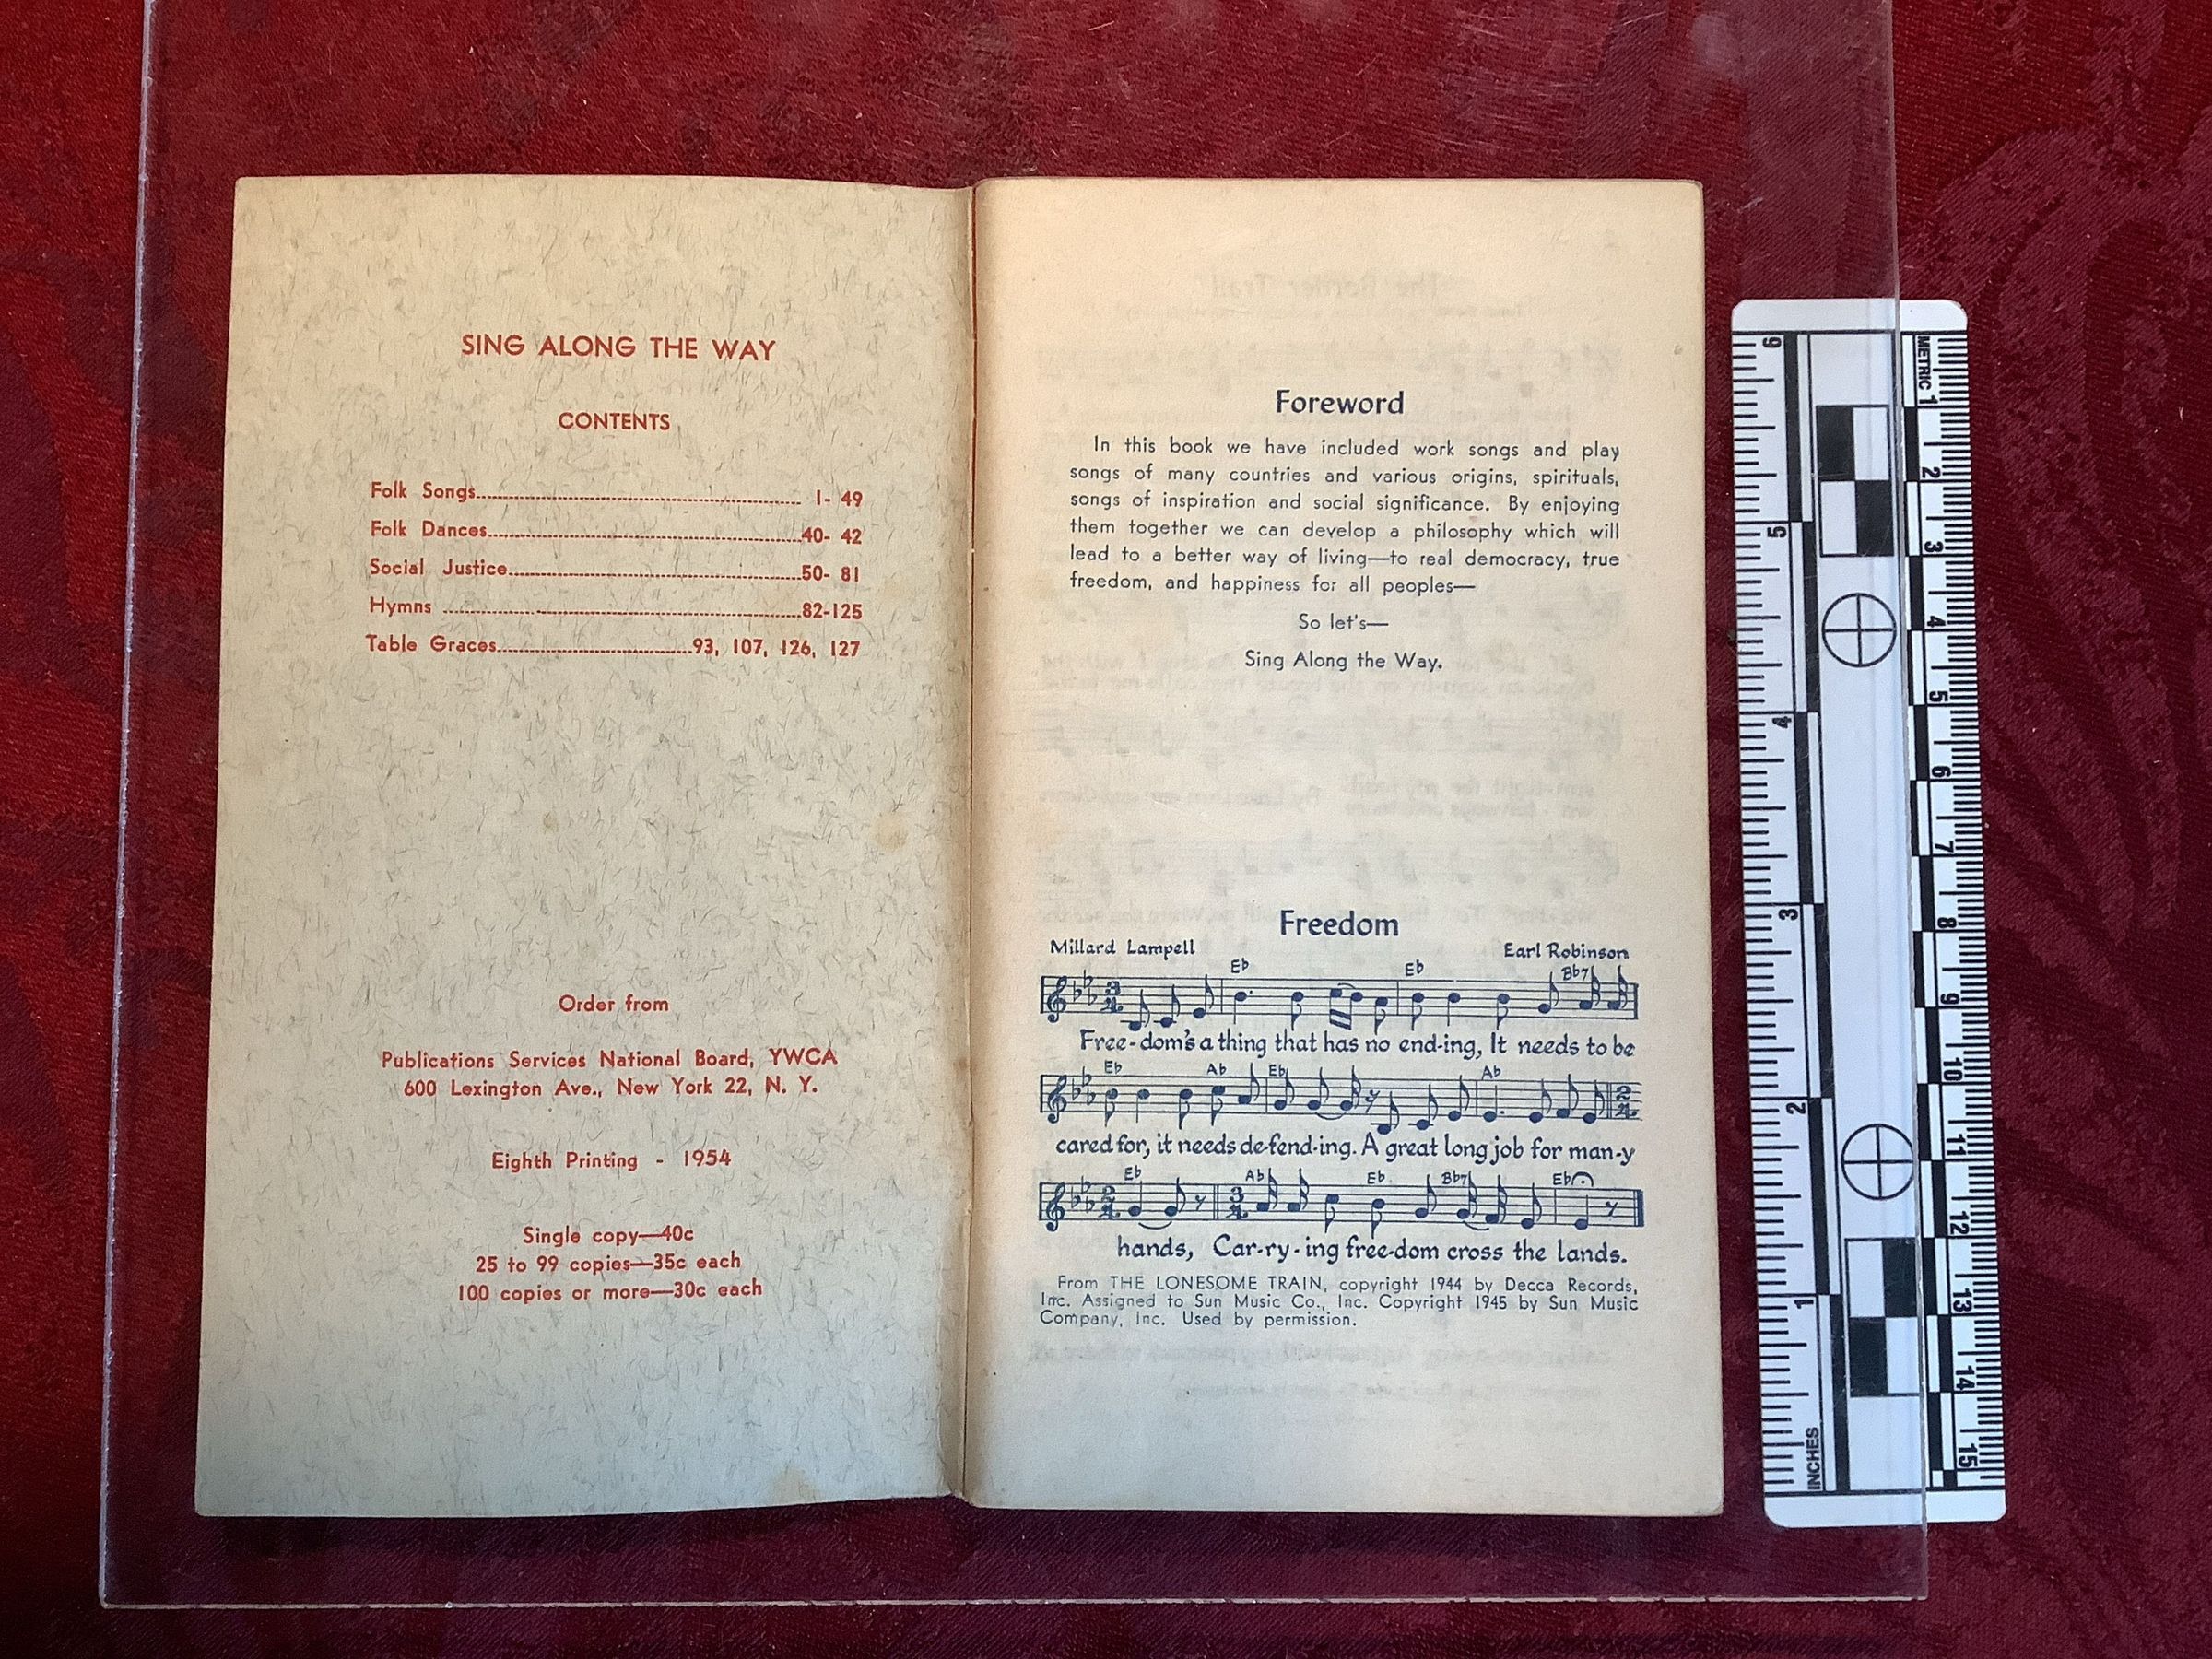 SING ALONG THE WAY
CONTENTS
Folk Songs........................................ 1- 49
Folk Dances........................................40- 42
Social Justice........................................50- 81
Hymns ........................................82-125
Table Graces........................93, 107, 126, 127
Order from
Publications Services National Board, YWCA
600 Lexington Ave., New York 22, N. Y.
Eighth Printing - 1954
Single copy—40c
25 to 99 copies—35c each
100 copies or more—30c each
Foreword
In this book we have included work songs and play
songs of many countries and various origins, spirituals,
songs of inspiration and social significance. By enjoying
them together we can develop a philosophy which will
lead to a better way of living—to real democracy, true
freedom, and happiness for all peoples—
So let's—
Sing Along the Way.
Freedom
Millard Lampell Earl Robinson
Eb Eb Bb7
3 4
Free-dom's a thing that has no end-ing, It needs to be
Eb Ab Eb Ab
2 4
cared for, it needs de-fend-ing. A great long job for man-y
Eb Ab Eb Bb7 Eb
2 4 3 4
hands, Car-ry-ing free-dom cross the lands.
From THE LONESOME TRAIN, copyright 1944 by Decca Records,
Inc. Assigned to Sun Music Co., Inc. Copyright 1945 by Sun Music
Company, Inc. Used by permission.
METRIC 1 2 3 4 5 6 7 8 9 10 11 12 13 14 15
6 5 4 3 2 1 INCHES